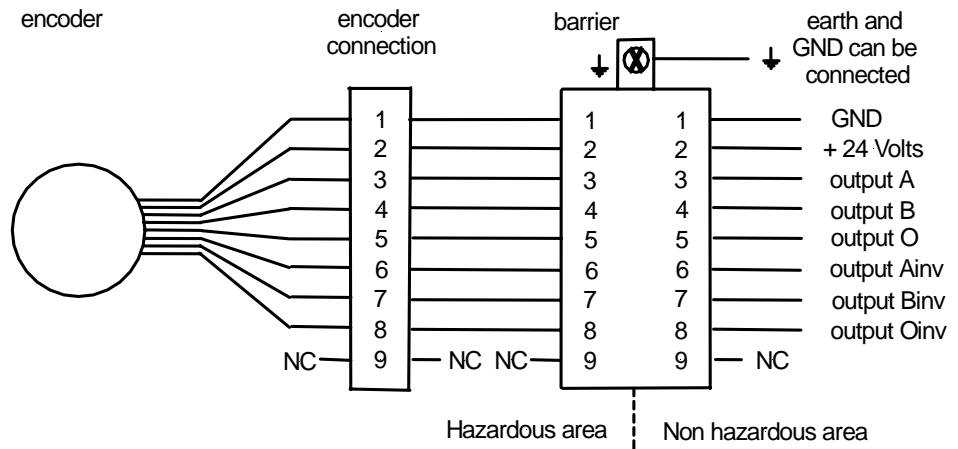 encoder
encoder
connection
barrier
earth and
GND can be
connected
1 1 1 GND
2 2 2 + 24 Volts
3 3 3 output A
4 4 4 output B
5 5 5 output O
6 6 6 output Ainv
7 7 7 output Binv
8 8 8 output Oinv
NC 9 NC NC 9 9 NC
Hazardous area Non hazardous area